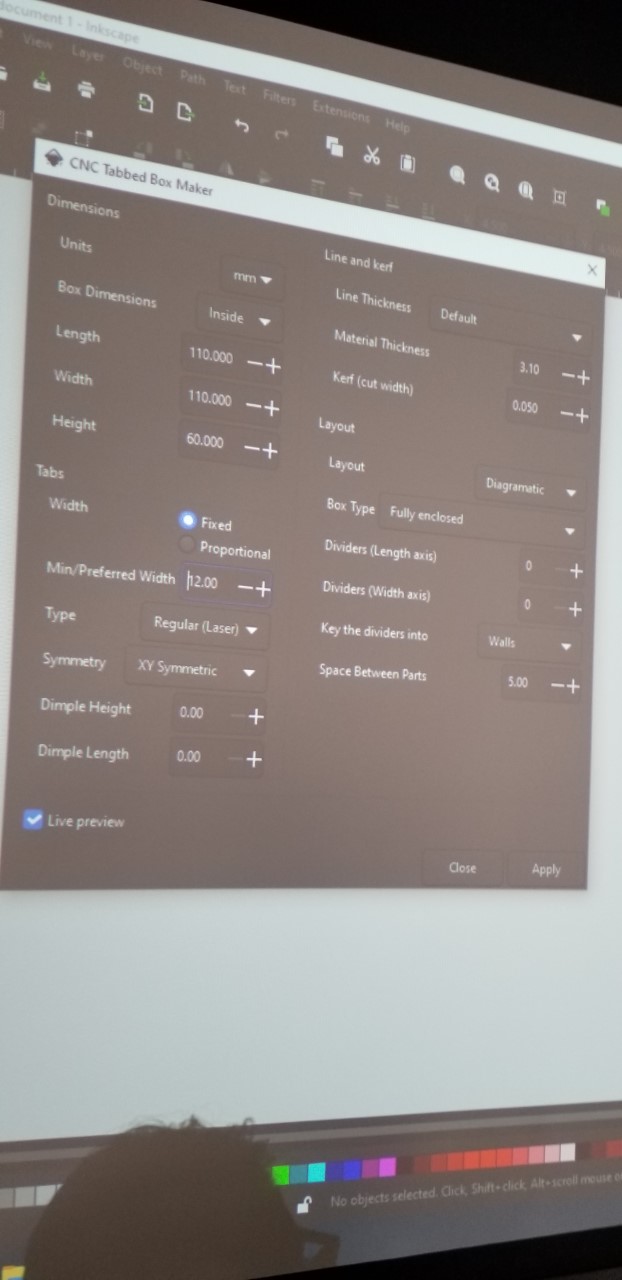 document 1 - Inkscape
View Layer Object Path Text Filters Extensions Help
CNC Tabbed Box Maker
Dimensions
Units mm
Box Dimensions Inside
Length 110.000
Width 110.000
Height 60.000
Tabs
Width Fixed
Proportional
Min/Preferred Width 12.00
Type Regular (Laser)
Symmetry XY Symmetric
Dimple Height 0.00
Dimple Length 0.00
Live preview
Line and kerf
Line Thickness Default
Material Thickness 3.10
Kerf (cut width) 0.050
Layout
Layout Diagramatic
Box Type Fully enclosed
Dividers (Length axis) 0
Dividers (Width axis) 0
Key the dividers into Walls
Space Between Parts 5.00
Close Apply
No objects selected. Click, Shift+click, Alt+scroll mouse